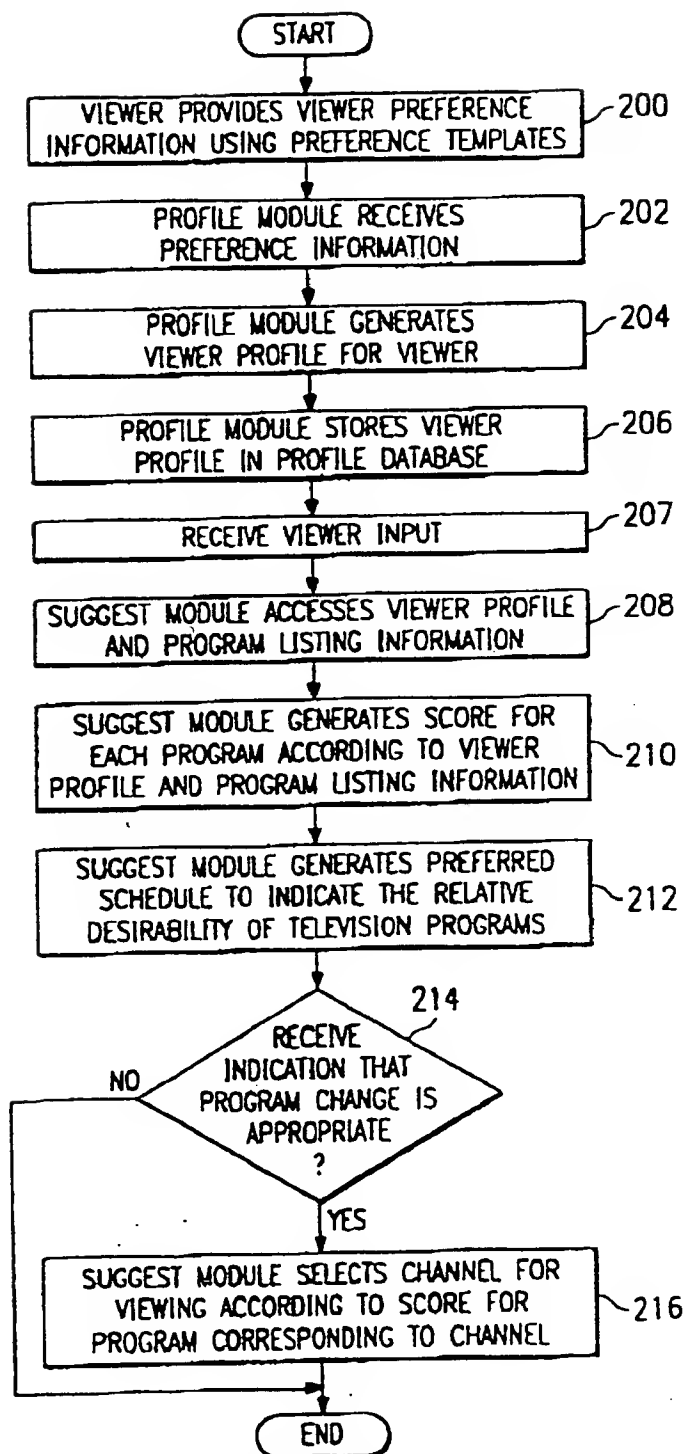 START
VIEWER PROVIDES VIEWER PREFERENCE
INFORMATION USING PREFERENCE TEMPLATES
200
PROFILE MODULE RECEIVES
PREFERENCE INFORMATION
202
PROFILE MODULE GENERATES
VIEWER PROFILE FOR VIEWER
204
PROFILE MODULE STORES VIEWER
PROFILE IN PROFILE DATABASE
206
RECEIVE VIEWER INPUT
207
SUGGEST MODULE ACCESSES VIEWER PROFILE
AND PROGRAM LISTING INFORMATION
208
SUGGEST MODULE GENERATES SCORE FOR
EACH PROGRAM ACCORDING TO VIEWER
PROFILE AND PROGRAM LISTING INFORMATION
210
SUGGEST MODULE GENERATES PREFERRED
SCHEDULE TO INDICATE THE RELATIVE
DESIRABILITY OF TELEVISION PROGRAMS
212
214
RECEIVE
INDICATION THAT
PROGRAM CHANGE IS
APPROPRIATE
?
NO
YES
SUGGEST MODULE SELECTS CHANNEL FOR
VIEWING ACCORDING TO SCORE FOR
PROGRAM CORRESPONDING TO CHANNEL
216
END